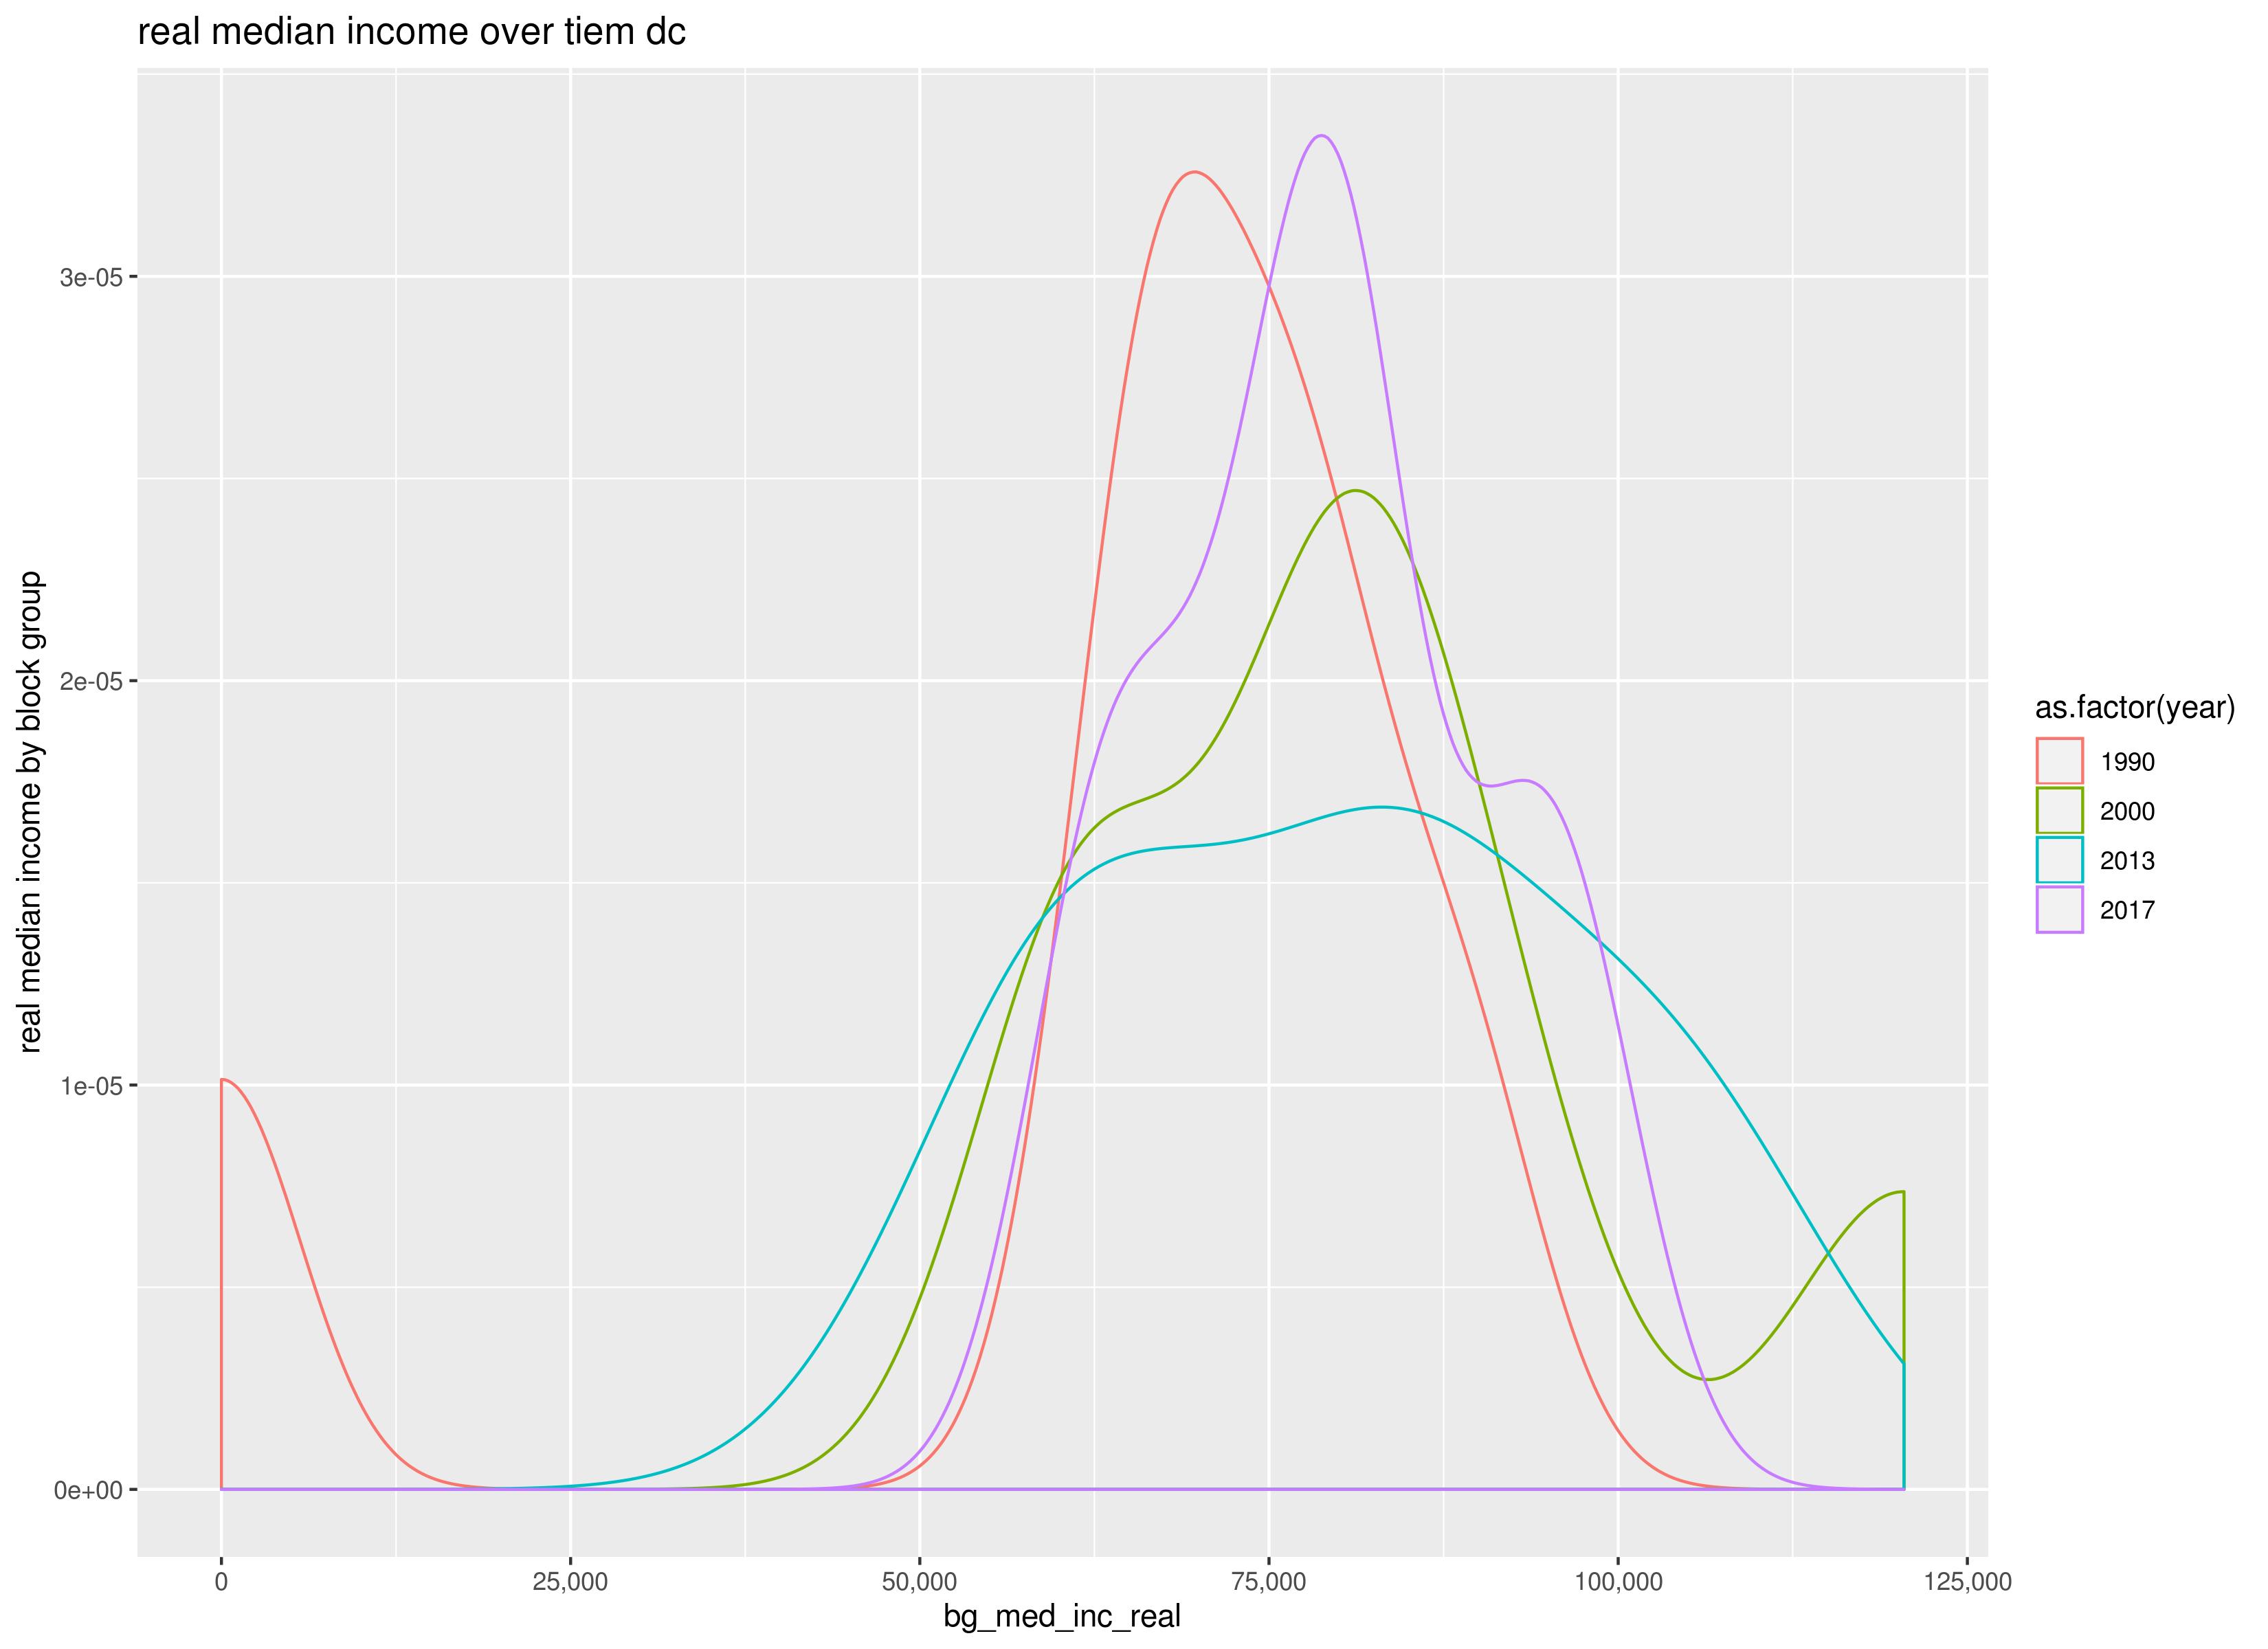 real median income over tiem dc
real median income by block group
3e-05
2e-05
1e-05
0e+00
0
25,000
50,000
75,000
100,000
125,000
bg_med_inc_real
as.factor(year)
1990
2000
2013
2017